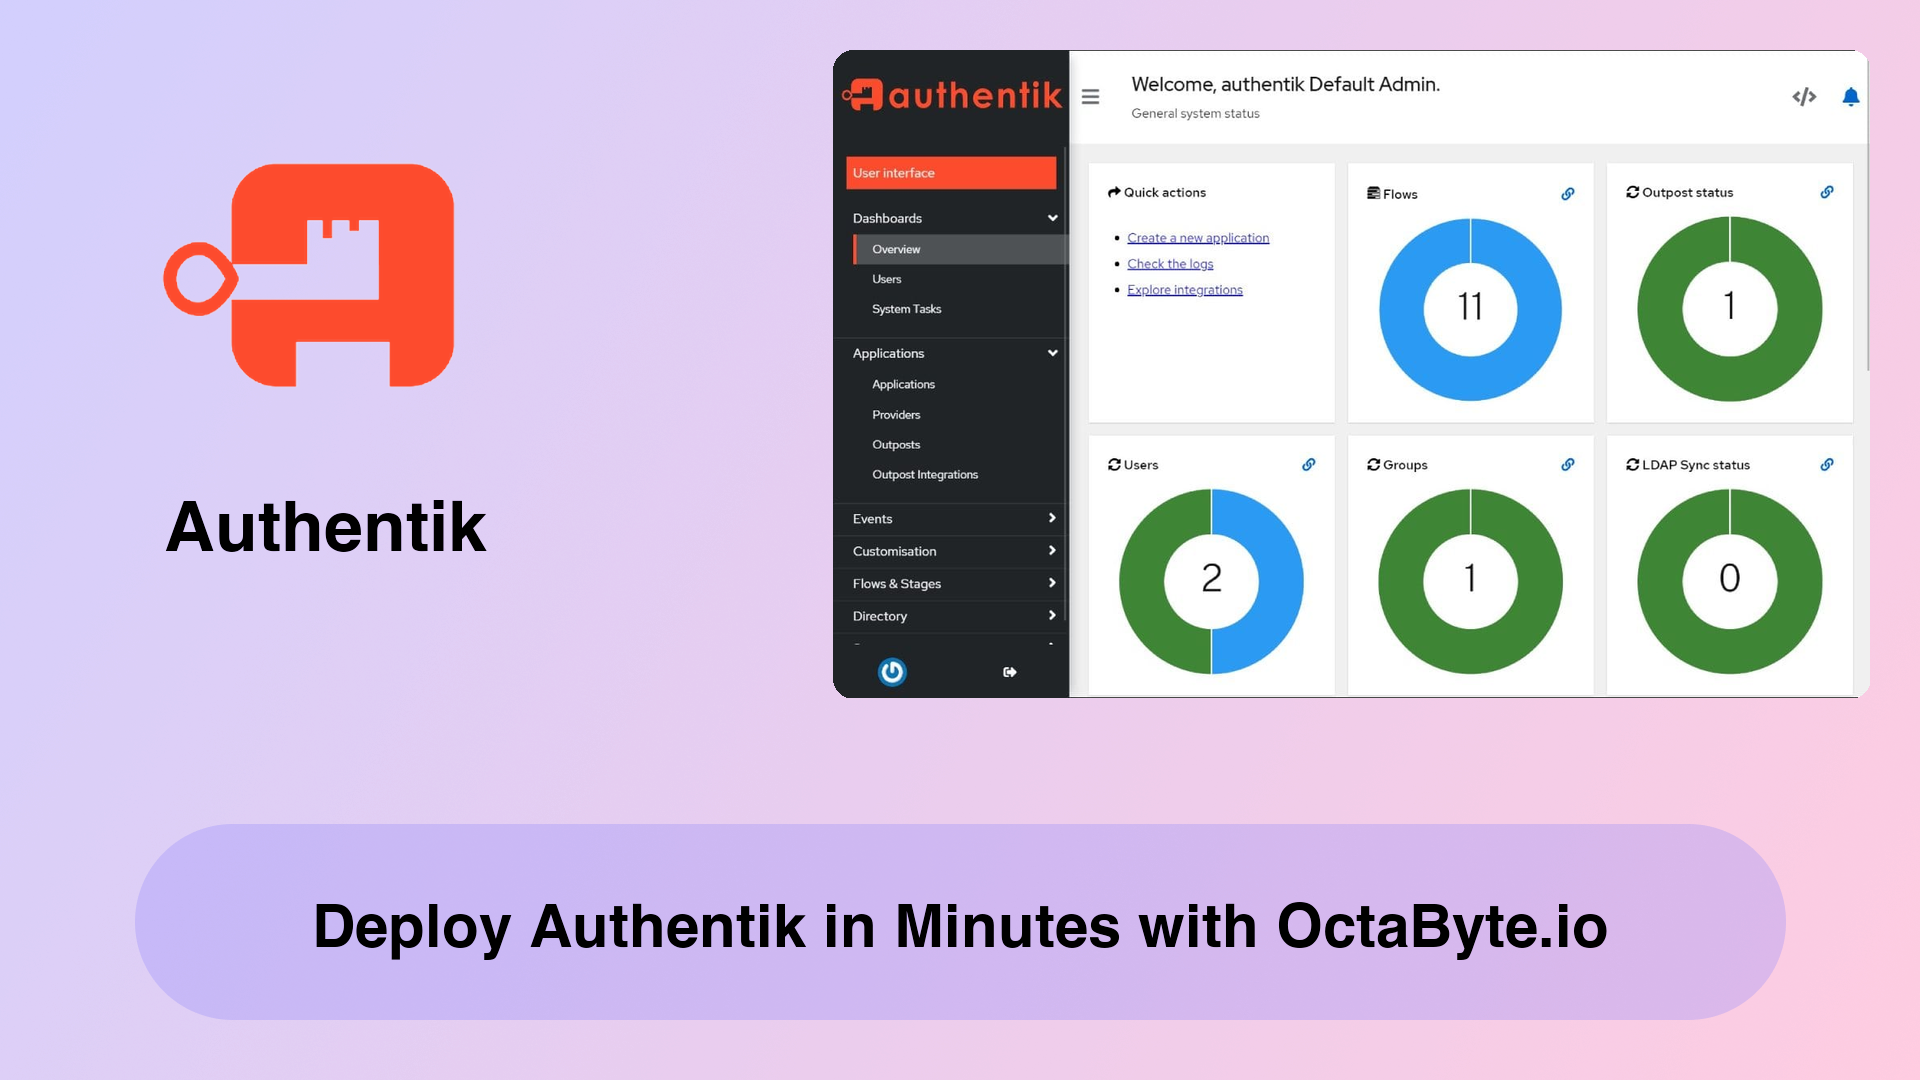 Authentik
authentik
User interface
Dashboards
Overview
Users
System Tasks
Applications
Applications
Providers
Outposts
Outpost Integrations
Events
Customisation
Flows & Stages
Directory
Welcome, authentik Default Admin.
General system status
Quick actions
Create a new application
Check the logs
Explore integrations
Flows
11
Outpost status
1
Users
2
Groups
1
LDAP Sync status
0
Deploy Authentik in Minutes with OctaByte.io